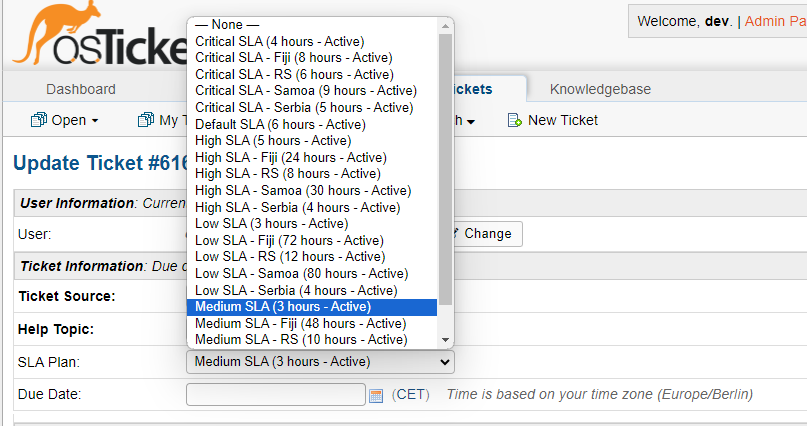 osTicke
Welcome, dev. | Admin Pa
— None —
Critical SLA (4 hours - Active)
Critical SLA - Fiji (8 hours - Active)
Critical SLA - RS (6 hours - Active)
Critical SLA - Samoa (9 hours - Active)
Critical SLA - Serbia (5 hours - Active)
Default SLA (6 hours - Active)
High SLA (5 hours - Active)
High SLA - Fiji (24 hours - Active)
High SLA - RS (8 hours - Active)
High SLA - Samoa (30 hours - Active)
High SLA - Serbia (4 hours - Active)
Low SLA (3 hours - Active)
Low SLA - Fiji (72 hours - Active)
Low SLA - RS (12 hours - Active)
Low SLA - Samoa (80 hours - Active)
Low SLA - Serbia (4 hours - Active)
Medium SLA (3 hours - Active)
Medium SLA - Fiji (48 hours - Active)
Medium SLA - RS (10 hours - Active)
Dashboard ckets Knowledgebase
Open My T h New Ticket
Update Ticket #616
User Information: Curren
User: Change
Ticket Information: Due d
Ticket Source:
Help Topic:
SLA Plan: Medium SLA (3 hours - Active)
Due Date: (CET) Time is based on your time zone (Europe/Berlin)